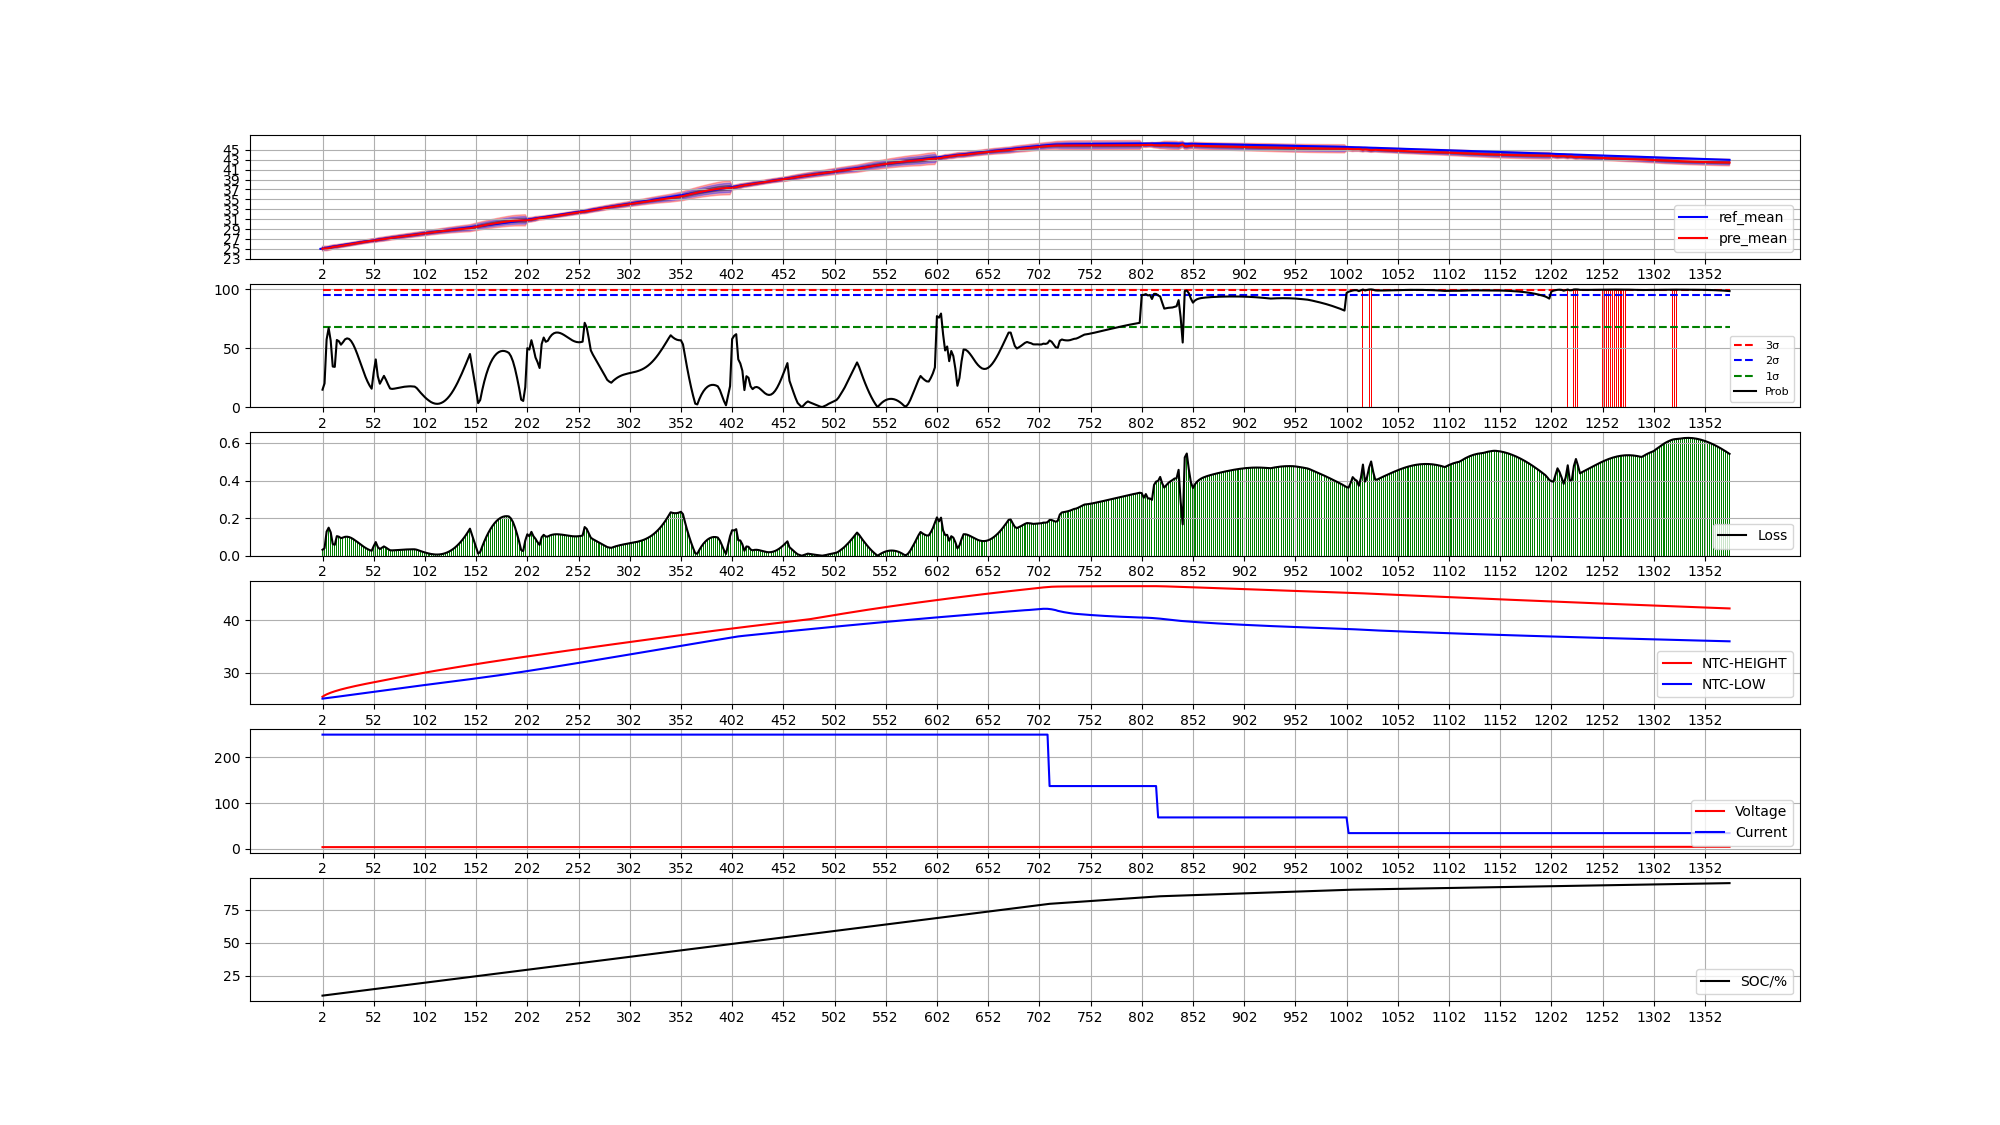 45
43
41
39
37
35
33
31
29
27
25
23
ref_mean
pre_mean
2 52 102 152 202 252 302 352 402 452 502 552 602 652 702 752 802 852 902 952 1002 1052 1102 1152 1202 1252 1302 1352
100
50
0
3σ
2σ
1σ
Prob
2 52 102 152 202 252 302 352 402 452 502 552 602 652 702 752 802 852 902 952 1002 1052 1102 1152 1202 1252 1302 1352
0.6
0.4
0.2
0.0
Loss
2 52 102 152 202 252 302 352 402 452 502 552 602 652 702 752 802 852 902 952 1002 1052 1102 1152 1202 1252 1302 1352
40
30
NTC-HEIGHT
NTC-LOW
2 52 102 152 202 252 302 352 402 452 502 552 602 652 702 752 802 852 902 952 1002 1052 1102 1152 1202 1252 1302 1352
200
100
0
Voltage
Current
2 52 102 152 202 252 302 352 402 452 502 552 602 652 702 752 802 852 902 952 1002 1052 1102 1152 1202 1252 1302 1352
75
50
25
SOC/%
2 52 102 152 202 252 302 352 402 452 502 552 602 652 702 752 802 852 902 952 1002 1052 1102 1152 1202 1252 1302 1352